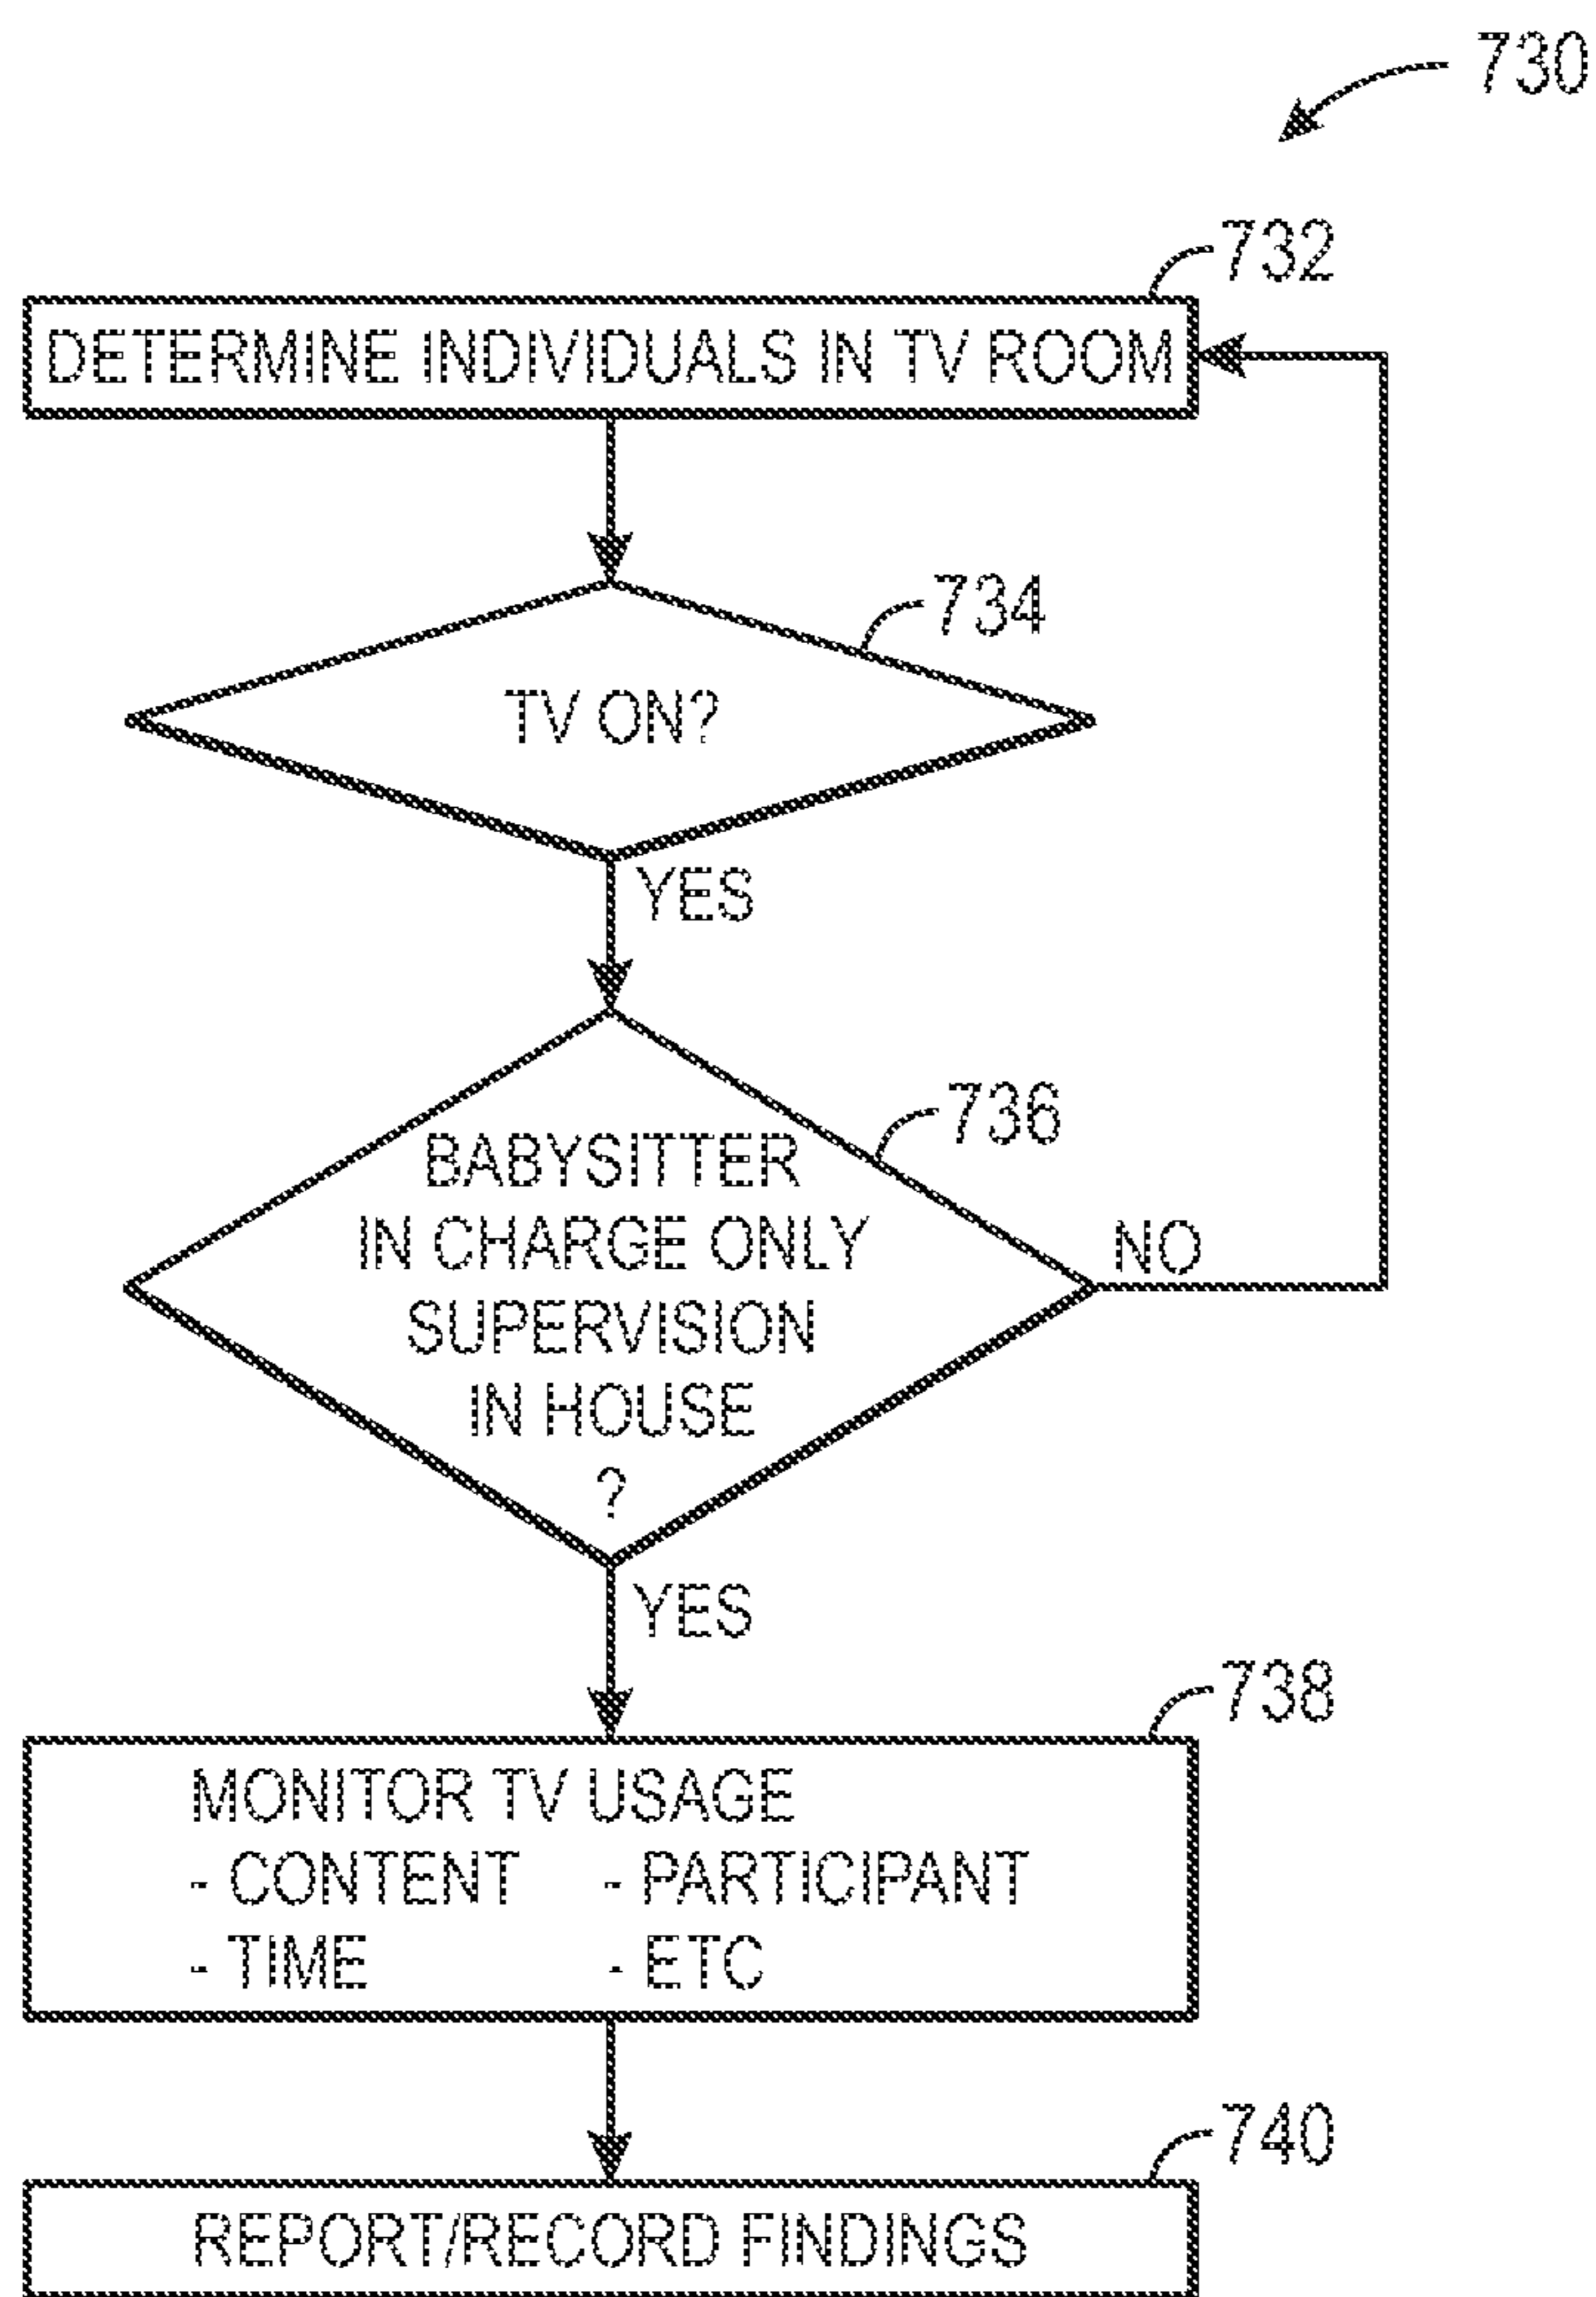 730
732
DETERMINE INDIVIDUALS IN TV ROOM
734
TV ON?
YES
736
BABYSITTER
IN CHARGE ONLY
SUPERVISION
IN HOUSE
?
NO
YES
738
MONITOR TV USAGE
- CONTENT - PARTICIPANT
- TIME - ETC
740
REPORT/RECORD FINDINGS